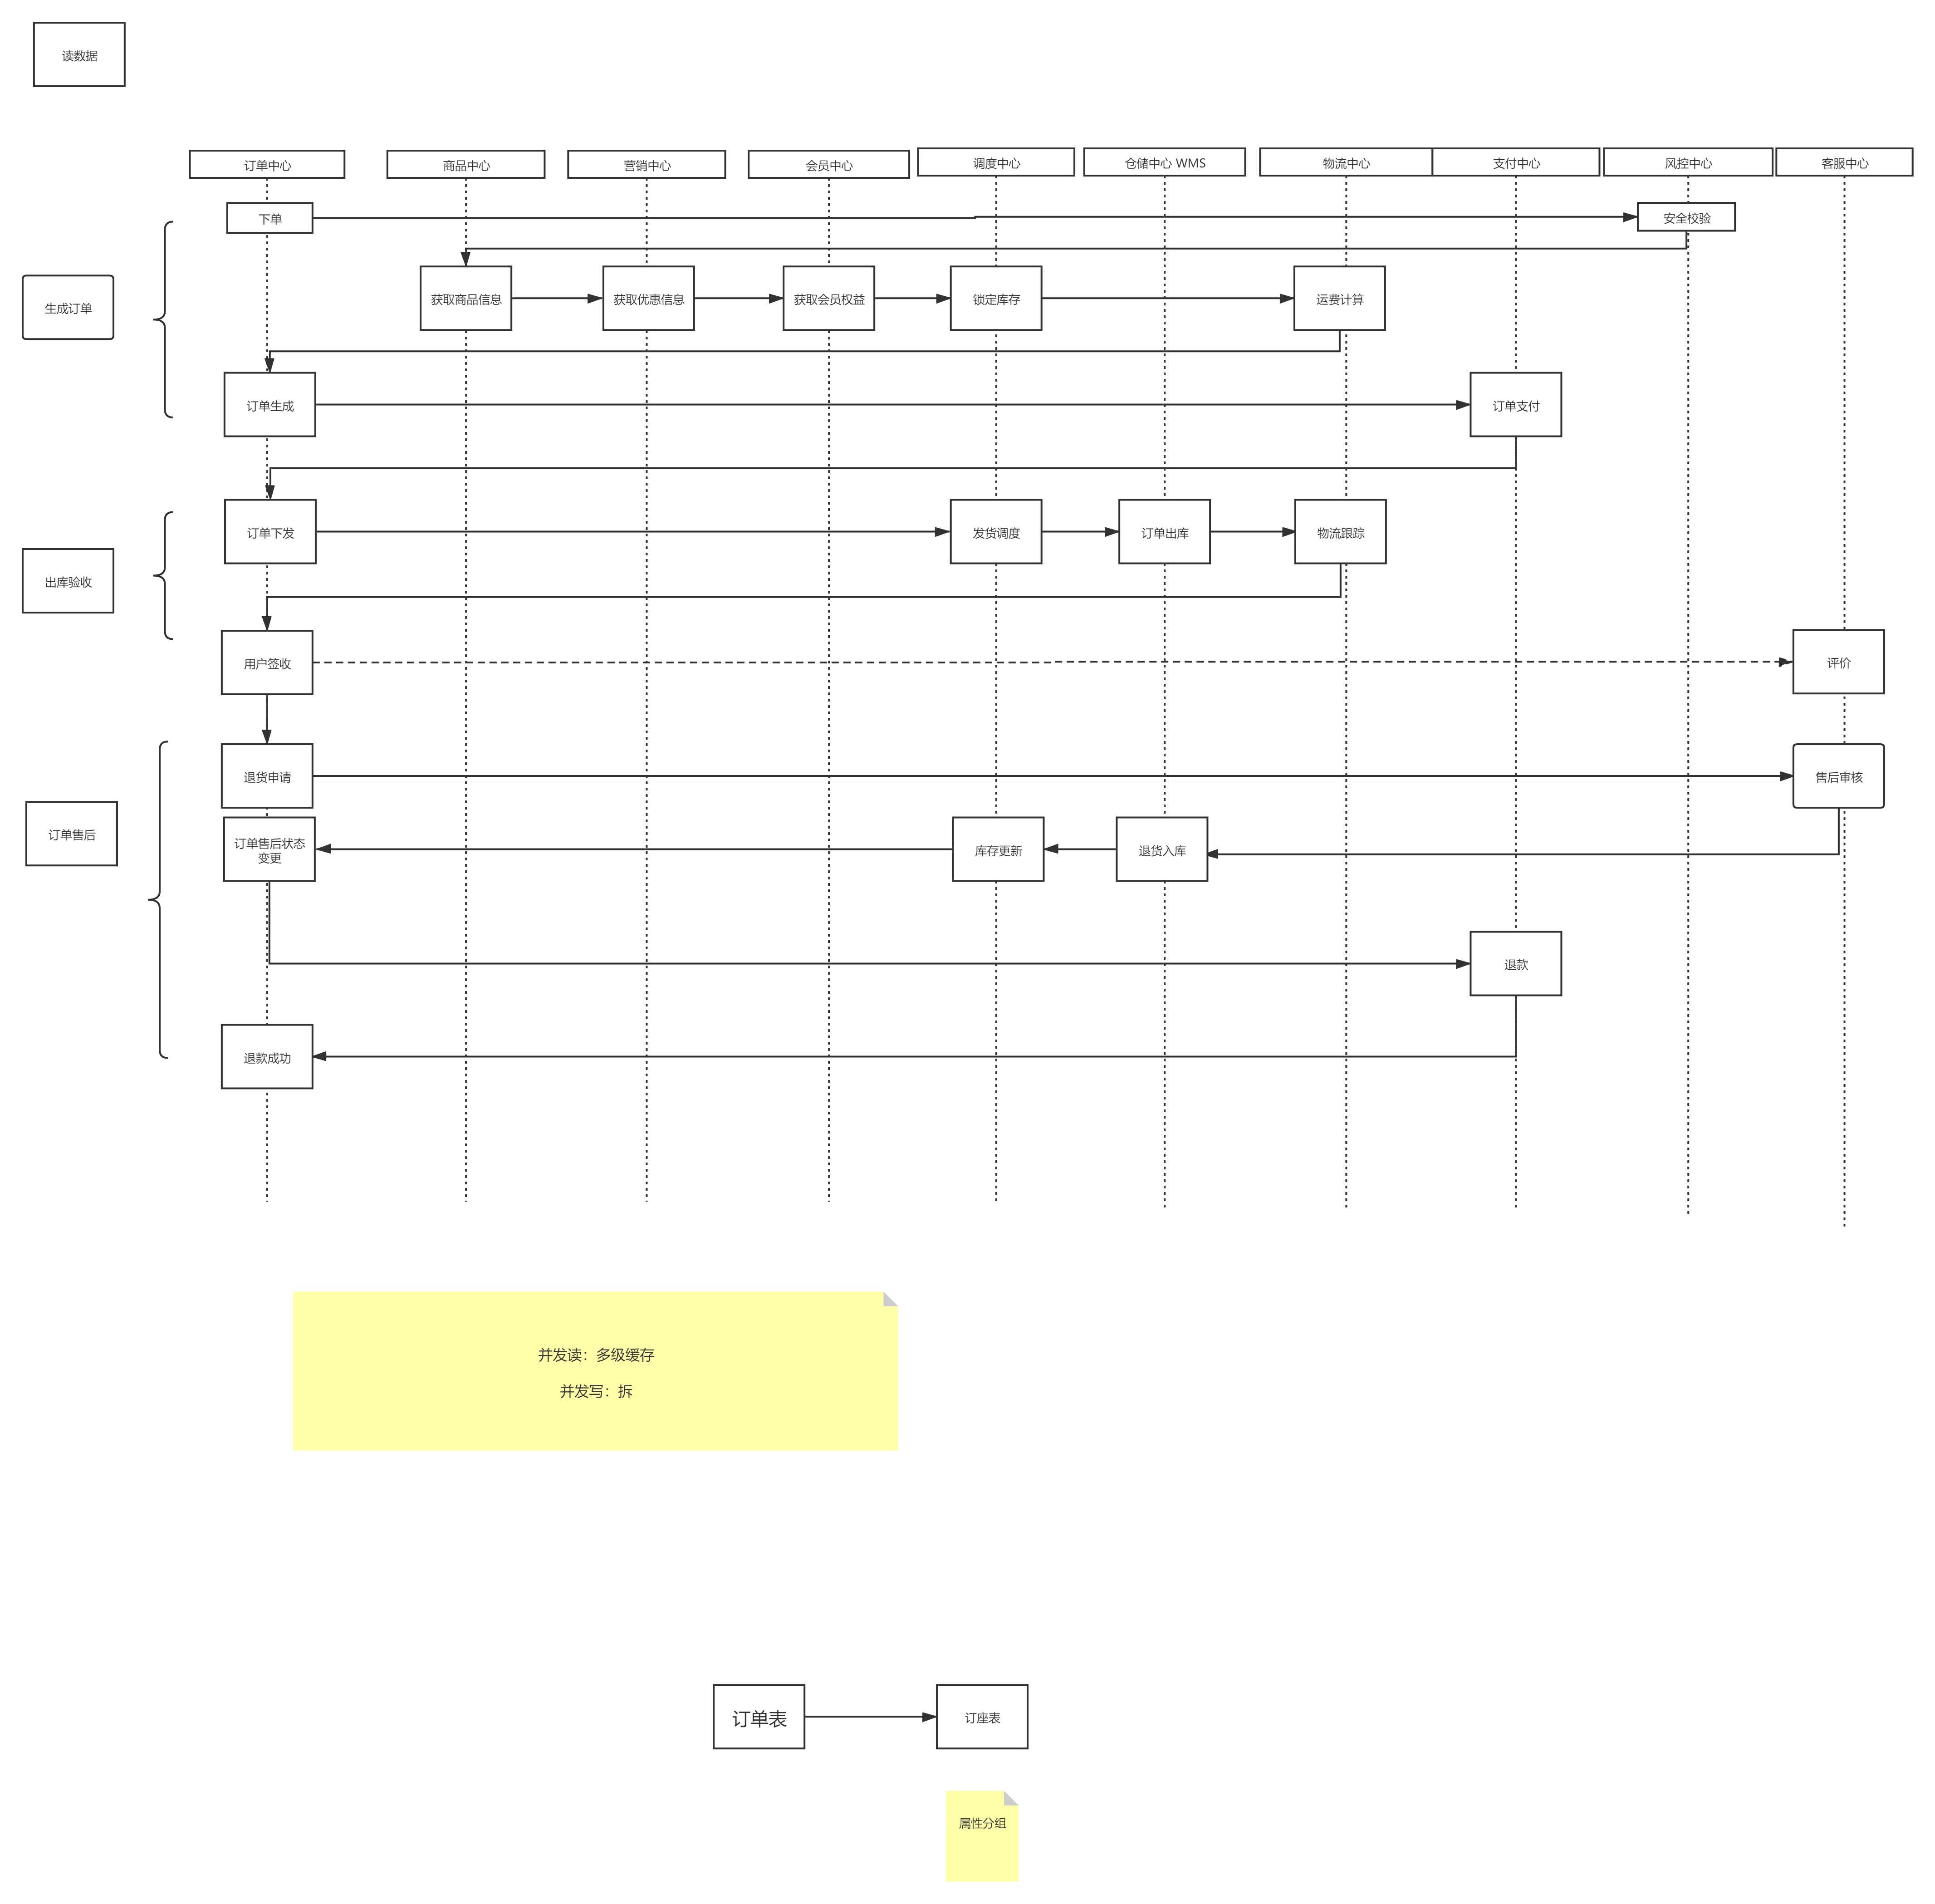 读数据
订单中心
商品中心
营销中心
会员中心
调度中心
仓储中心 WMS
物流中心
支付中心
风控中心
客服中心
下单
安全校验
生成订单
获取商品信息
获取优惠信息
获取会员权益
锁定库存
运费计算
订单生成
订单支付
出库验收
订单下发
发货调度
订单出库
物流跟踪
用户签收
评价
退货申请
售后审核
订单售后
订单售后状态
变更
库存更新
退货入库
退款
退款成功
并发读：多级缓存
并发写：拆
订单表
订座表
属性分组